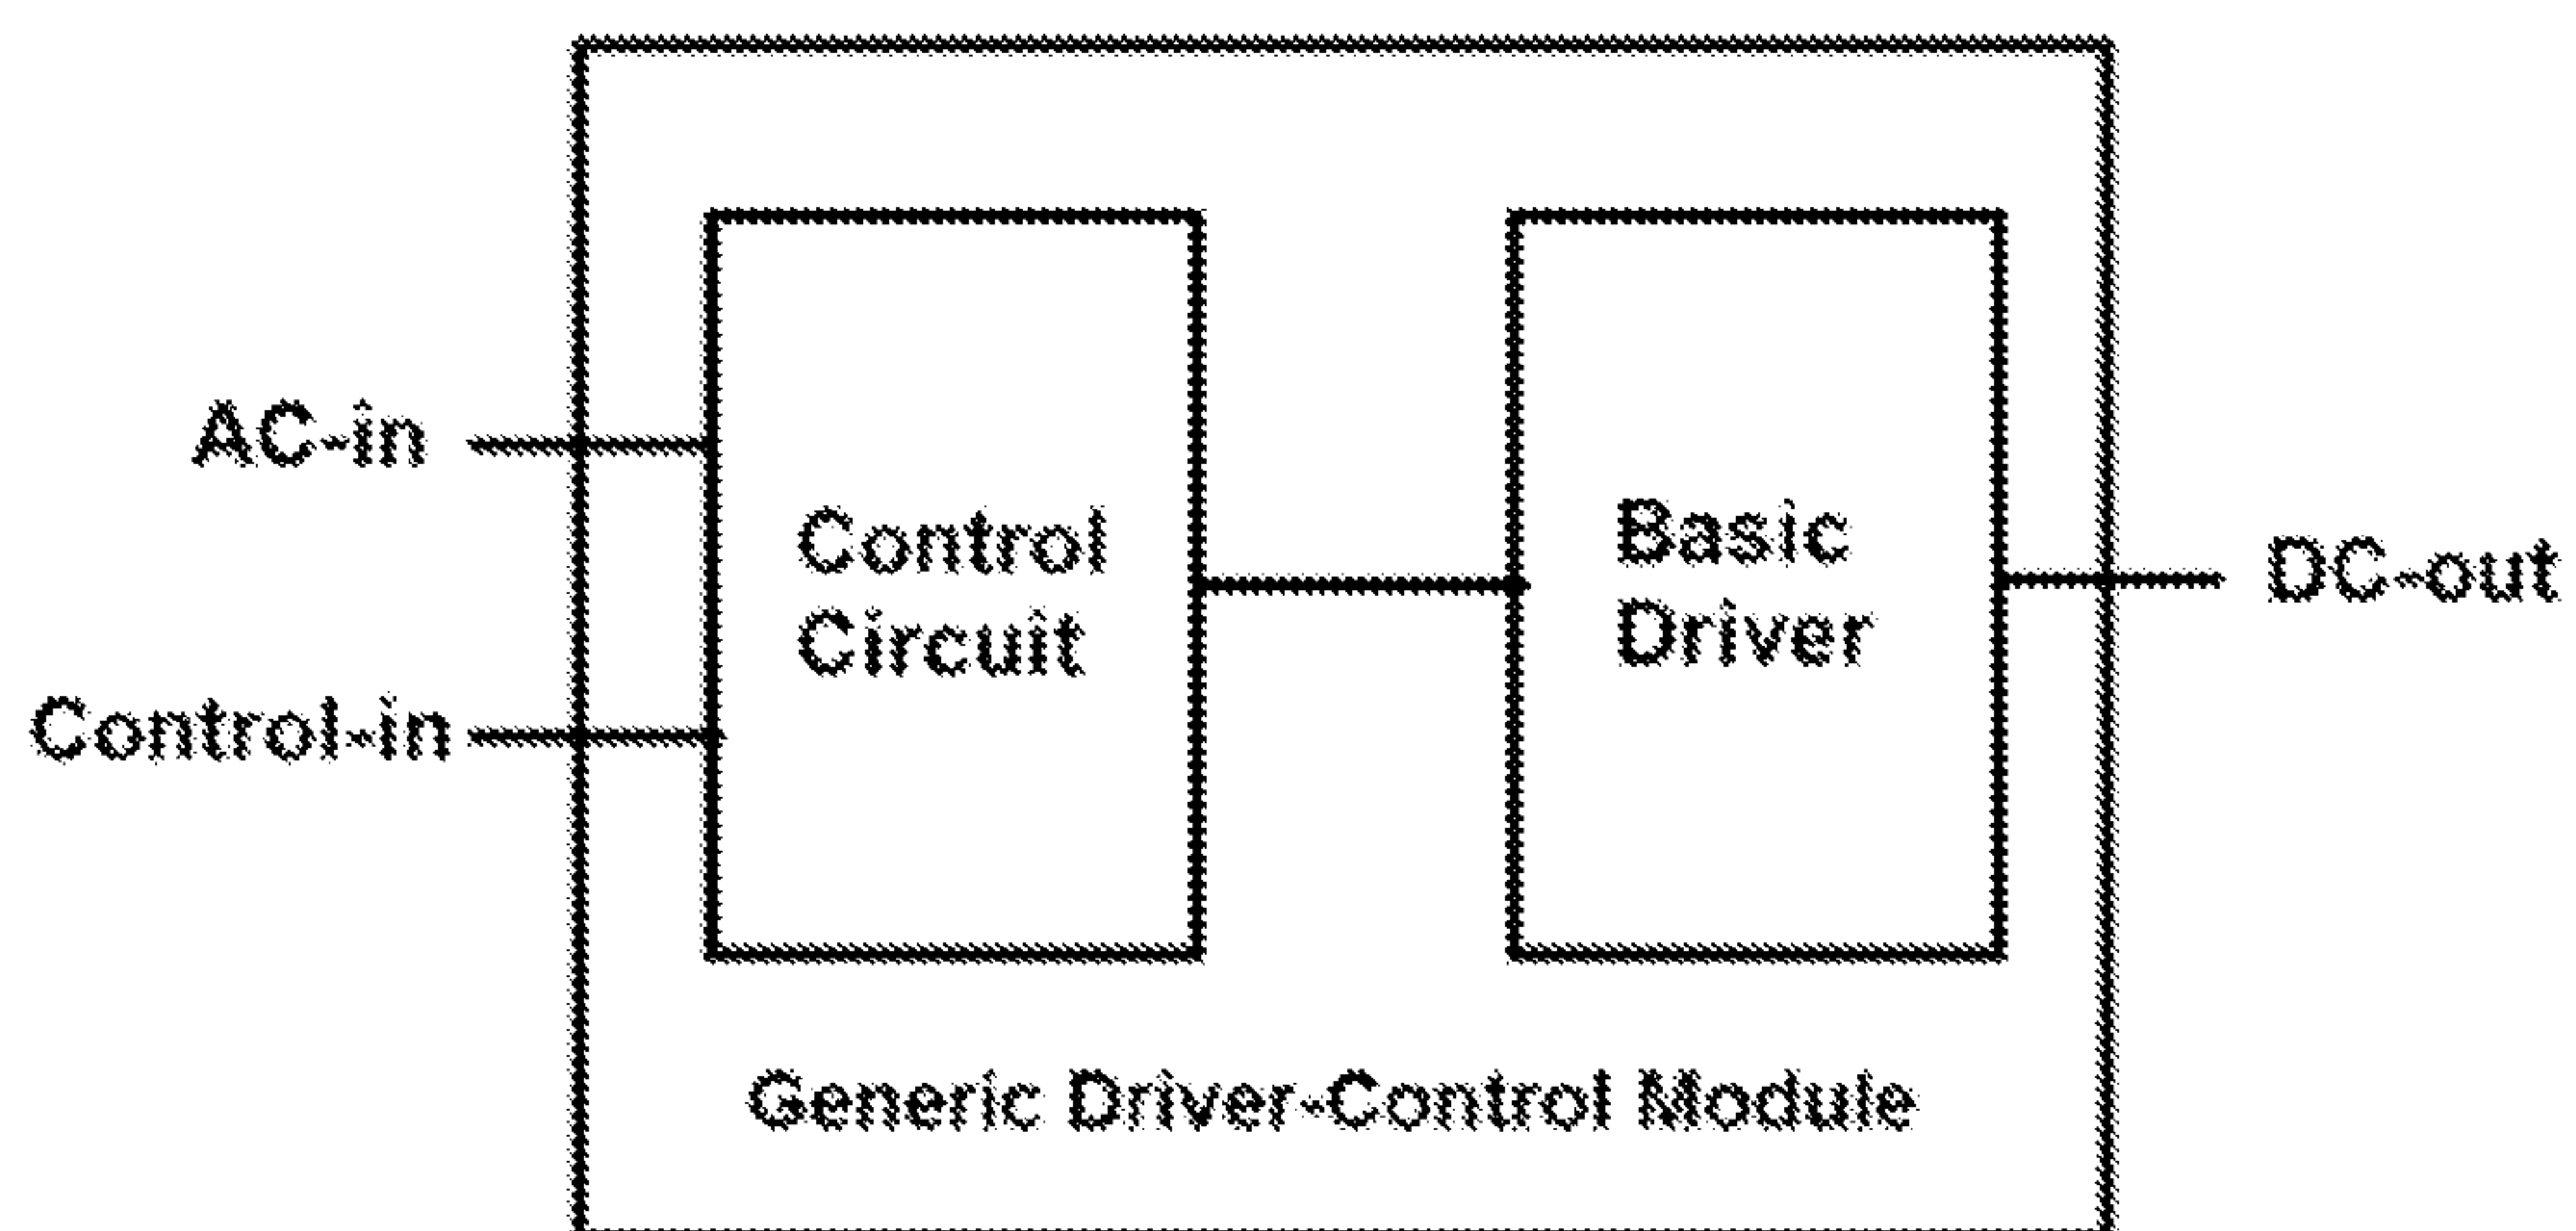 AC-in
Control-in
Control
Circuit
Basic
Driver
DC-out
Generic Driver-Control Module